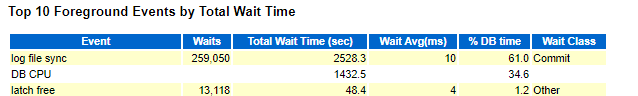 Top 10 Foreground Events by Total Wait Time
Event Waits Total Wait Time (sec) Wait Avg(ms) % DB time Wait Class
log file sync 259,050 2528.3 10 61.0 Commit
DB CPU 1432.5 34.6
latch free 13,118 48.4 4 1.2 Other